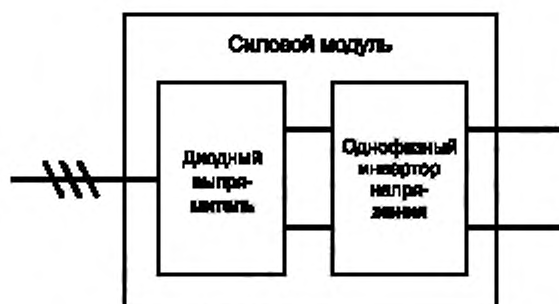 Силовой модуль
Диодный
выпря-
митель
Однофазный
инвертор
напря-
жения